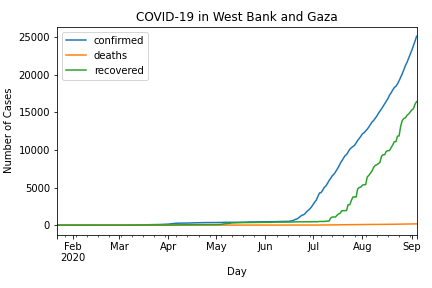 COVID-19 in West Bank and Gaza
confirmed
deaths
recovered
25000
20000
15000
10000
5000
0
Number of Cases
Feb Mar Apr May Jun Jul Aug Sep
2020
Day